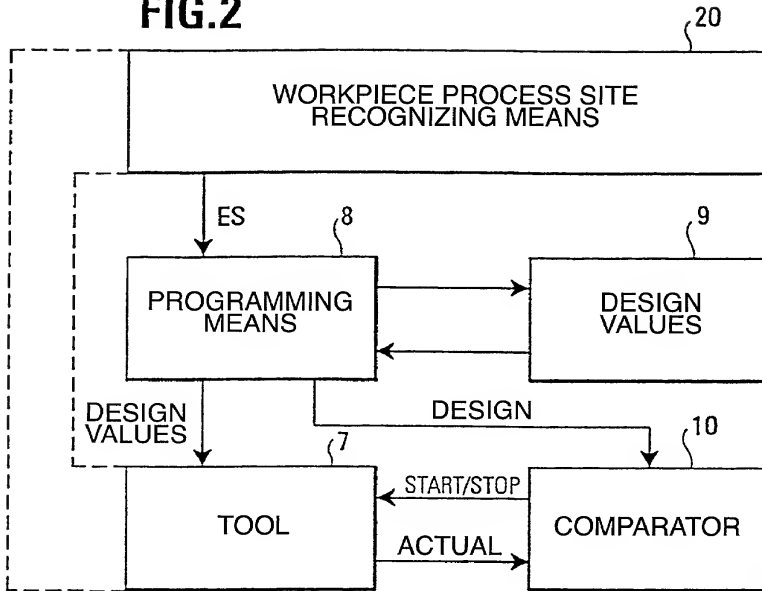 FIG.2
20
WORKPIECE PROCESS SITE
RECOGNIZING MEANS
ES
8
9
PROGRAMMING
MEANS
DESIGN
VALUES
DESIGN
VALUES
DESIGN
7
10
TOOL
START/STOP
COMPARATOR
ACTUAL